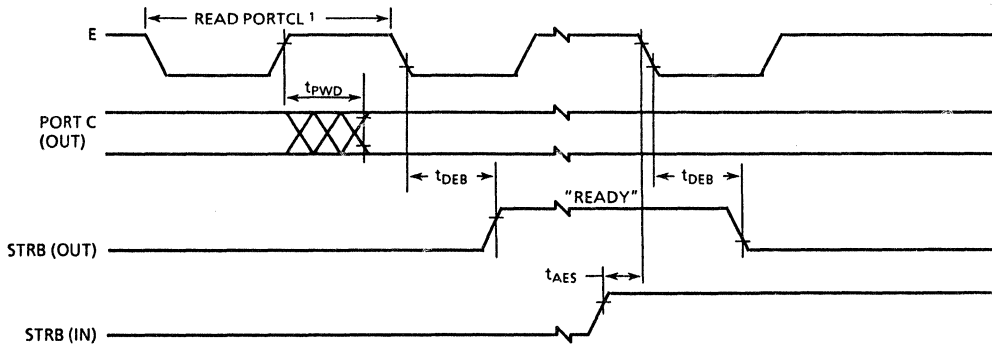 READ PORTCL 1
E
tPWD
PORT C
(OUT)
tDEB
tDEB
"READY"
STRB (OUT)
tAES
STRB (IN)